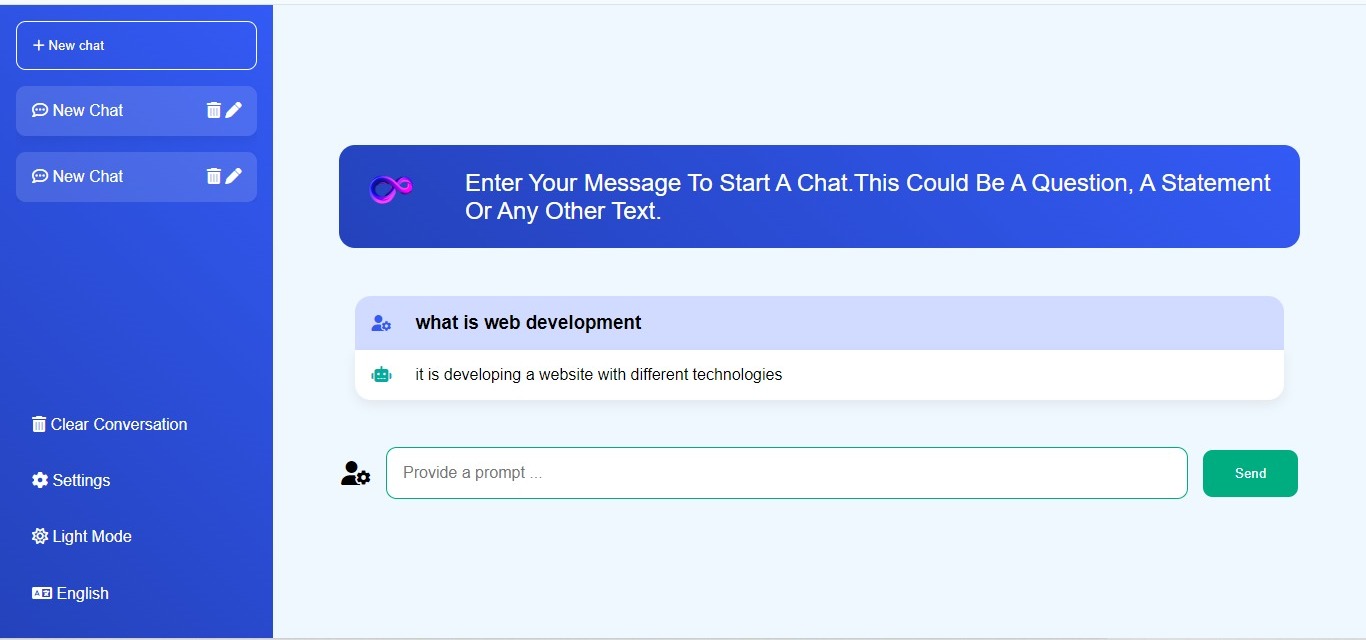 New chat
New Chat
New Chat
Clear Conversation
Settings
Light Mode
English
Enter Your Message To Start A Chat.This Could Be A Question, A Statement
Or Any Other Text.
what is web development
it is developing a website with different technologies
Provide a prompt ...
Send